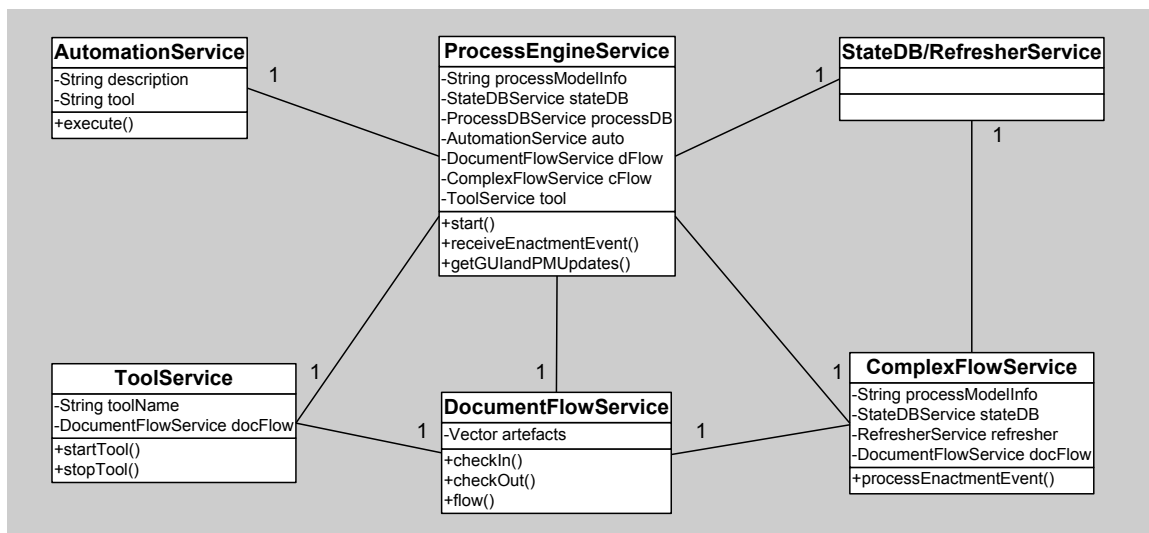 AutomationService
-String description
-String tool
+execute()
1
ProcessEngineService
-String processModelInfo
-StateDBService stateDB
-ProcessDBService processDB
-AutomationService auto
-DocumentFlowService dFlow
-ComplexFlowService cFlow
-ToolService tool
+start()
+receiveEnactmentEvent()
+getGUIandPMUpdates()
1
StateDB/RefresherService
1
ToolService
-String toolName
-DocumentFlowService docFlow
+startTool()
+stopTool()
1
1
1
DocumentFlowService
-Vector artefacts
+checkIn()
+checkOut()
+flow()
1
1
ComplexFlowService
-String processModelInfo
-StateDBService stateDB
-RefresherService refresher
-DocumentFlowService docFlow
+processEnactmentEvent()